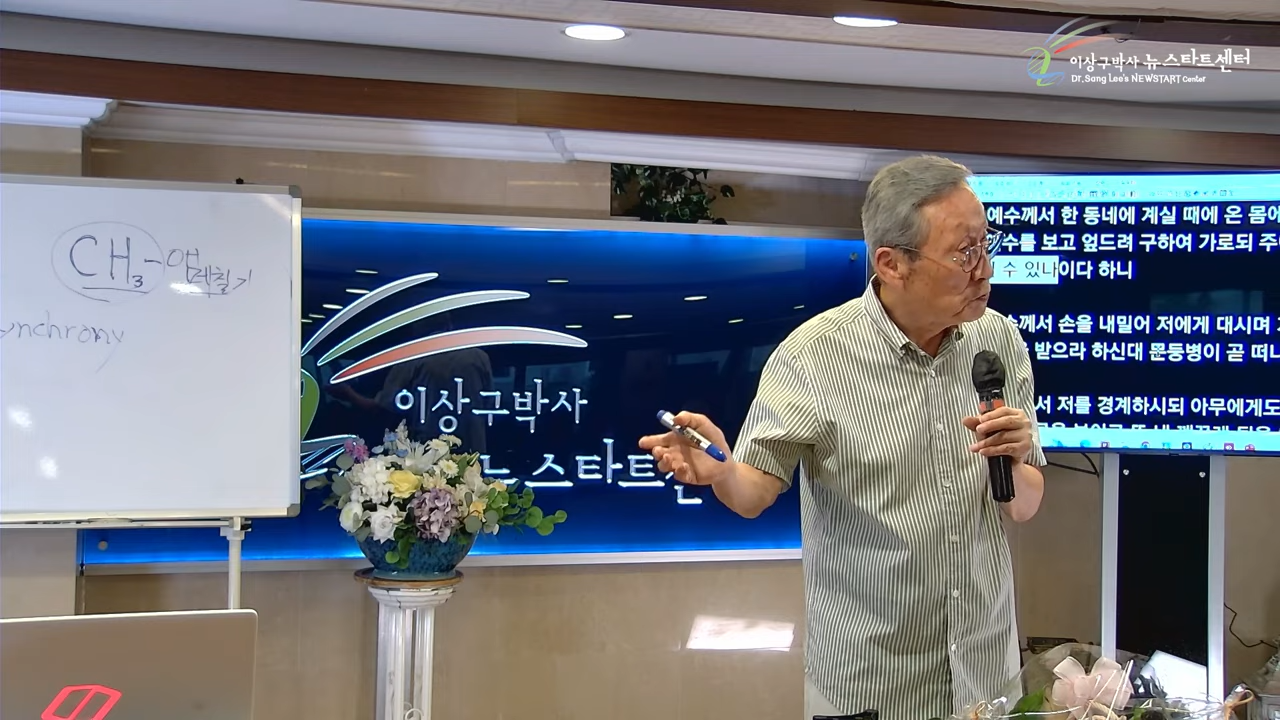 이상구박사 뉴스타트센터
Dr. Sang Lee's NEWSTART Center
CH₃-
ynchrony
이상구박사
뉴스타트센
예수께서 한 동네에 계실 때에 온 몸에
수를 보고 엎드려 구하여 가로되 주
수 있나이다 하니
수께서 손을 내밀어 저에게 대시며
받으라 하신대 문둥병이 곧 떠나
서 저를 경계하시되 아무에게도